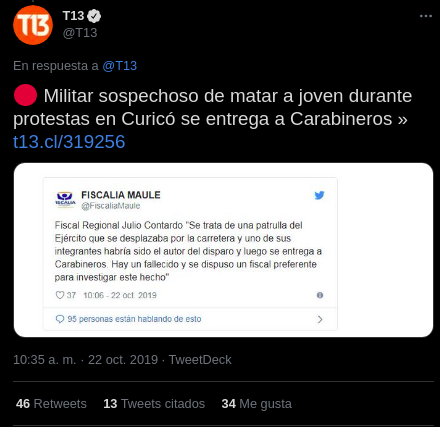 T13
T13
@T13
En respuesta a @T13
Militar sospechoso de matar a joven durante
protestas en Curicó se entrega a Carabineros »
t13.cl/319256
FISCALIA
FISCALIA MAULE
@FiscaliaMaule
Fiscal Regional Julio Contardo "Se trata de una patrulla del
Ejército que se desplazaba por la carretera y uno de sus
integrantes habría sido el autor del disparo y luego se entrega a
Carabineros. Hay un fallecido y se dispuso un fiscal preferente
para investigar este hecho"
37 10:06 - 22 oct. 2019
95 personas están hablando de esto
10:35 a. m. · 22 oct. 2019 · TweetDeck
46 Retweets 13 Tweets citados 34 Me gusta